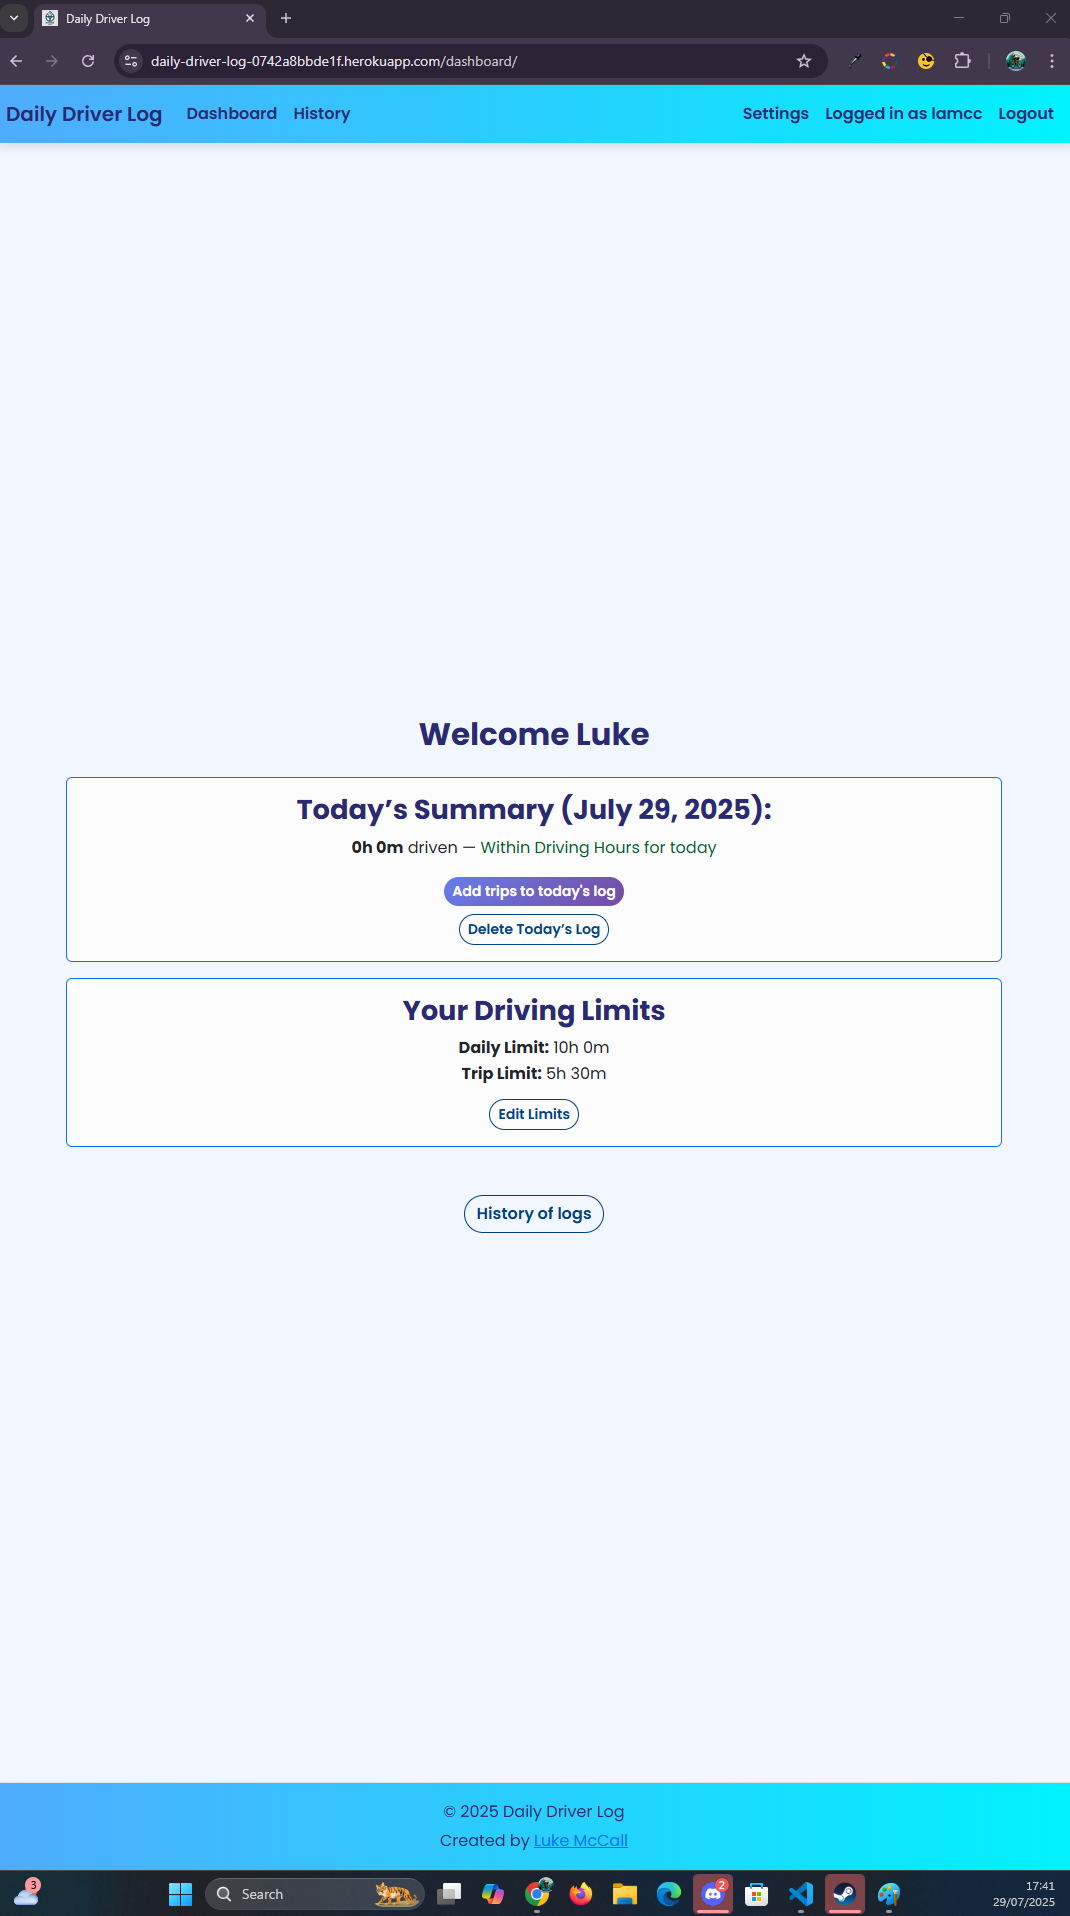 Daily Driver Log
daily-driver-log-0742a8bbde1f.herokuapp.com/dashboard/
Daily Driver Log Dashboard History Settings Logged in as lamcc Logout
Welcome Luke
Today’s Summary (July 29, 2025):
0h 0m driven — Within Driving Hours for today
Add trips to today's log
Delete Today’s Log
Your Driving Limits
Daily Limit: 10h 0m
Trip Limit: 5h 30m
Edit Limits
History of logs
© 2025 Daily Driver Log
Created by Luke McCall
3
Search
2
17:41
29/07/2025